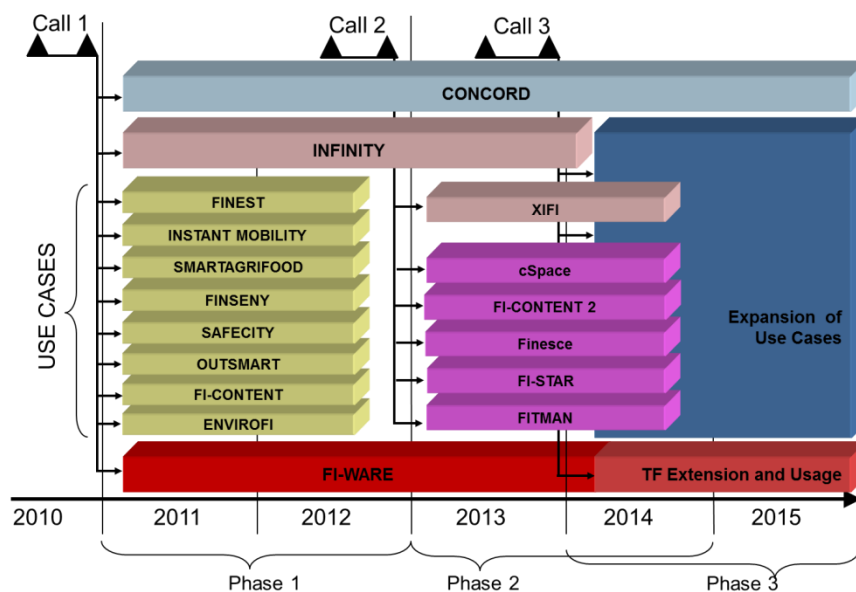 Call 1
Call 2
Call 3
CONCORD
INFINITY
USE CASES
FINEST
INSTANT MOBILITY
SMARTAGRIFOOD
FINSENY
SAFECITY
OUTSMART
FI-CONTENT
ENVIROFI
XIFI
cSpace
FI-CONTENT 2
Finesce
FI-STAR
FITMAN
Expansion of
Use Cases
FI-WARE
TF Extension and Usage
2010
2011
2012
2013
2014
2015
Phase 1
Phase 2
Phase 3